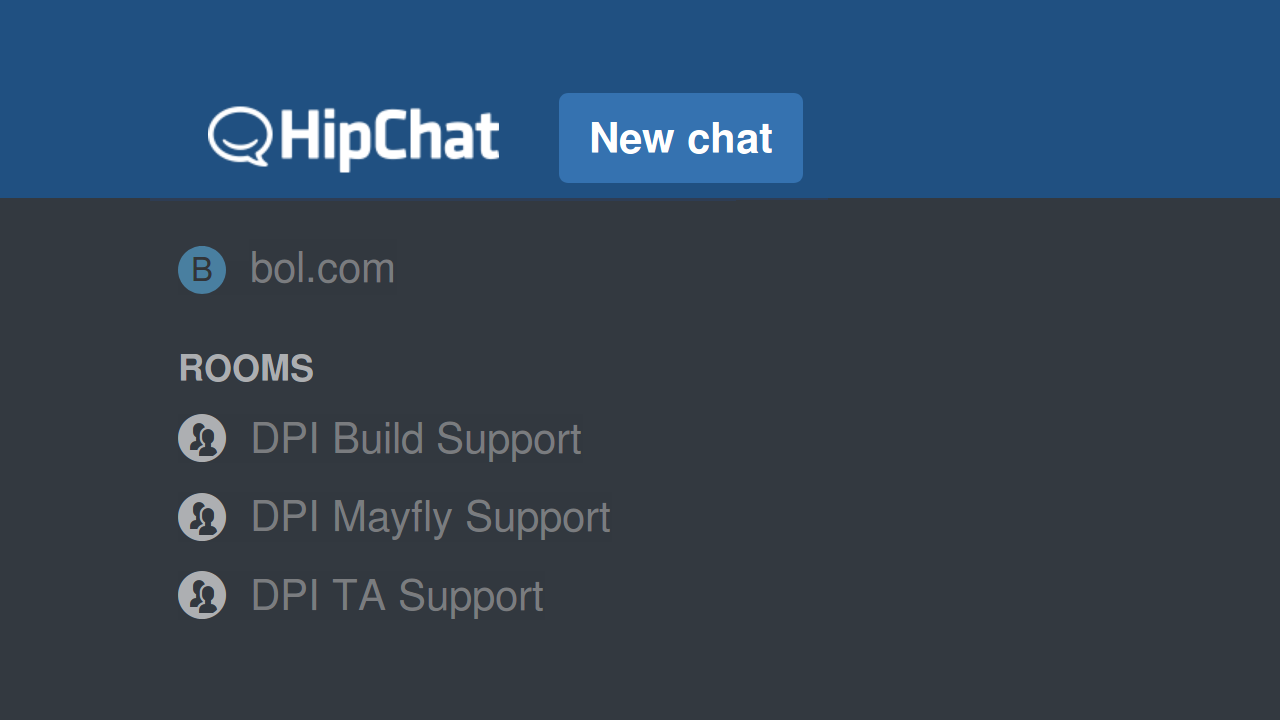 HipChat New chat
B bol.com
ROOMS
DPI Build Support
DPI Mayfly Support
DPI TA Support